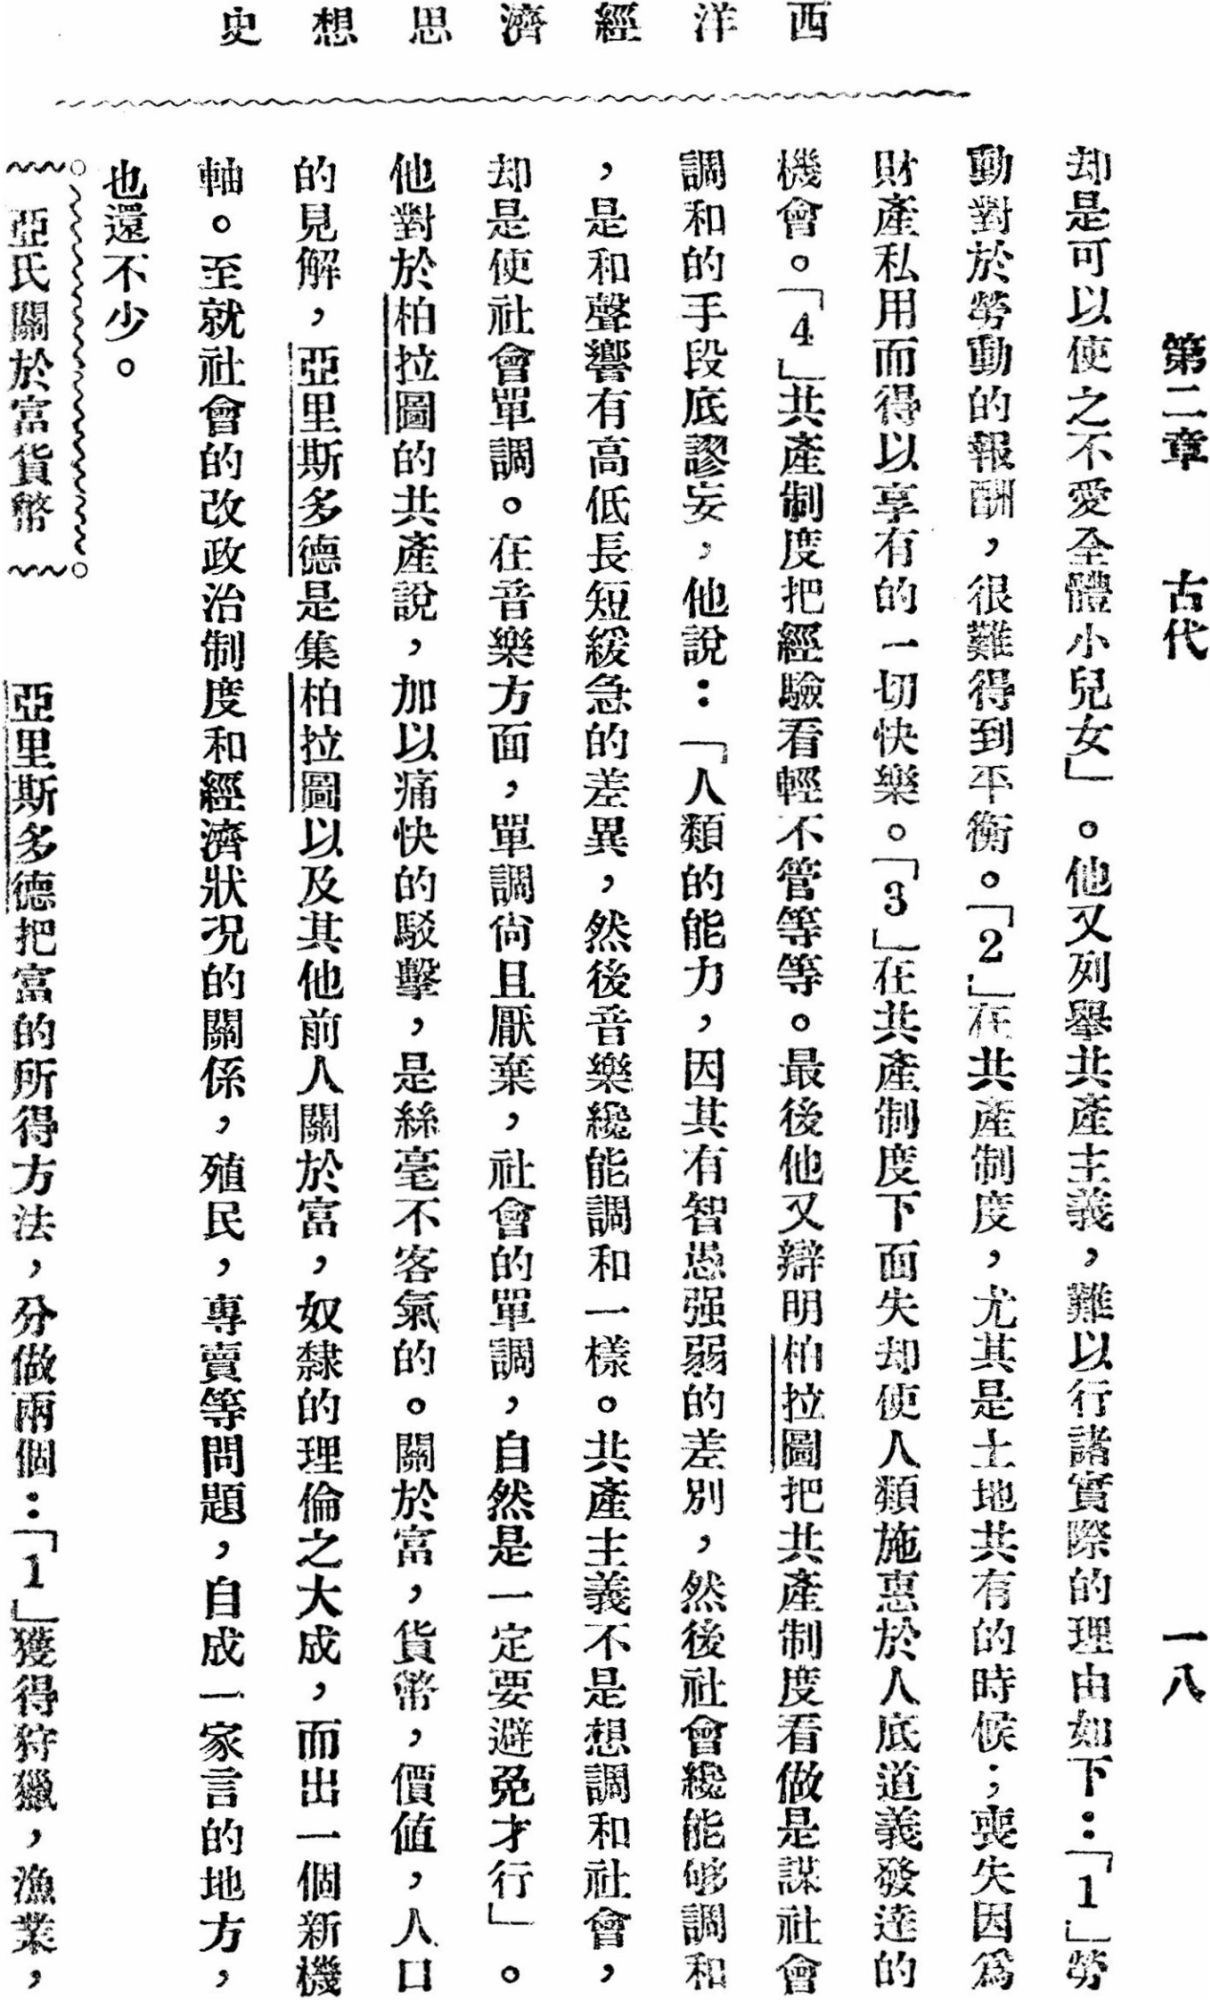 西洋經濟思想史
第二章 古代 一八
却是可以使之不愛全體小兒女」。他又列舉共產主義，難以行諸實際的理由如下：「1」勞
動對於勞動的報酬，很難得到平衡。「2」在共產制度，尤其是土地共有的時候；喪失因爲
財產私用而得以享有的一切快樂。「3」在共產制度下面失却使人類施惠於人底道義發達的
機會。「4」共產制度把經驗看輕不管等等。最後他又辯明柏拉圖把共產制度看做是謀社會
調和的手段底謬妄，他說：「人類的能力，因其有智愚强弱的差別，然後社會纔能够調和
，是和聲響有高低長短緩急的差異，然後音樂纔能調和一樣。共產主義不是想調和社會，
却是使社會單調。在音樂方面，單調尙且厭棄，社會的單調，自然是一定要避免才行」。
他對於柏拉圖的共產說，加以痛快的駁擊，是絲毫不客氣的。關於富，貨幣，價值，人口
的見解，亞里斯多德是集柏拉圖以及其他前人關於富，奴隸的理倫之大成，而出一個新機
軸。至就社會的改政治制度和經濟狀況的關係，殖民，專賣等問題，自成一家言的地方，
也還不少。
亞氏關於富貨幣
亞里斯多德把富的所得方法，分做兩個：「1」獲得狩獵，漁業，